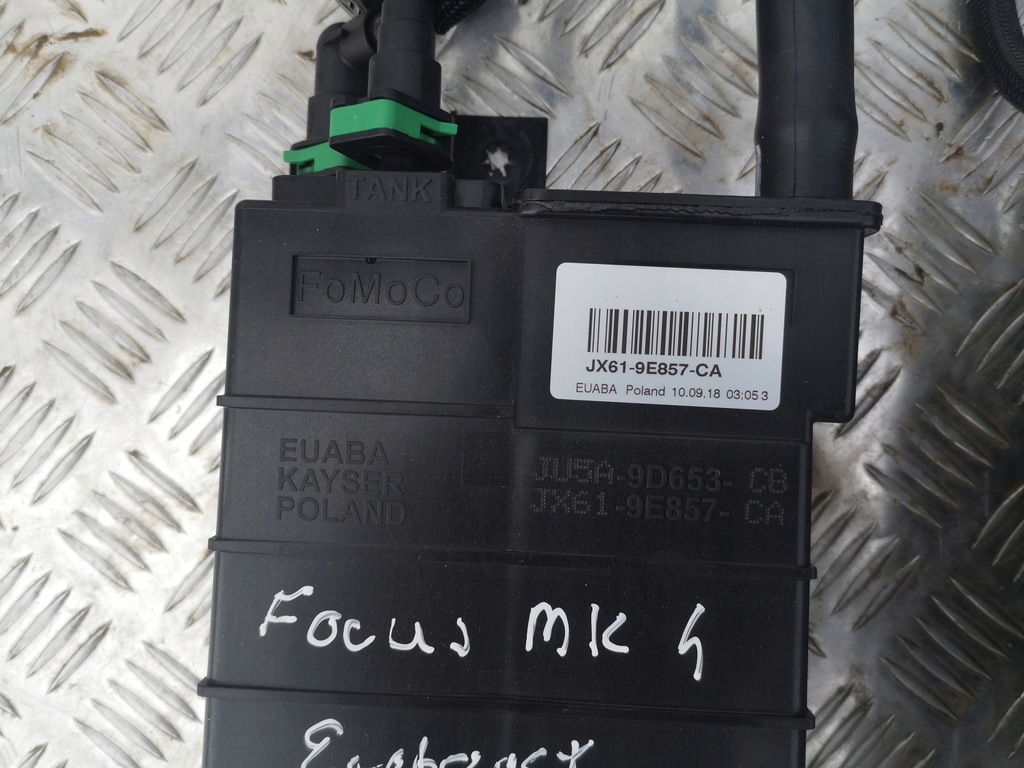 TANK
FoMoCo
JX61-9E857-CA
EUABA Poland 10.09.18 03:05 3
EUABA
KAYSER
POLAND
JU5A-9D653- CB
JX61-9E857- CA
Focus MK 4